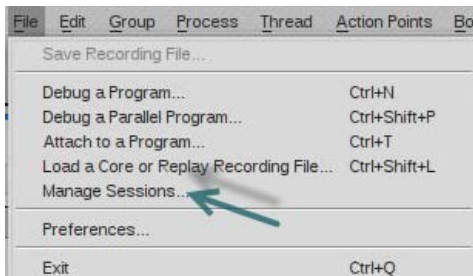 File Edit Group Process Thread Action Points
Save Recording File...
Debug a Program... Ctrl+N
Debug a Parallel Program... Ctrl+Shift+P
Attach to a Program... Ctrl+T
Load a Core or Replay Recording File... Ctrl+Shift+L
Manage Sessions...
Preferences...
Exit Ctrl+Q